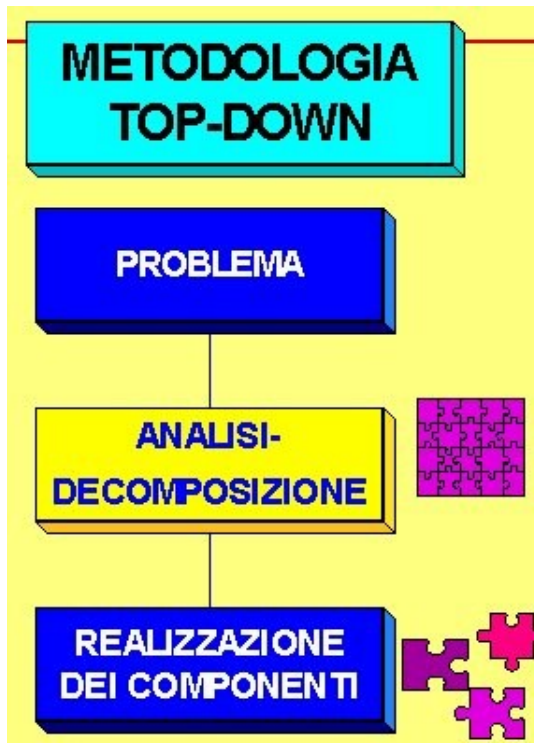 METODOLOGIA
TOP-DOWN
PROBLEMA
ANALISI-
DECOMPOSIZIONE
REALIZZAZIONE
DEI COMPONENTI